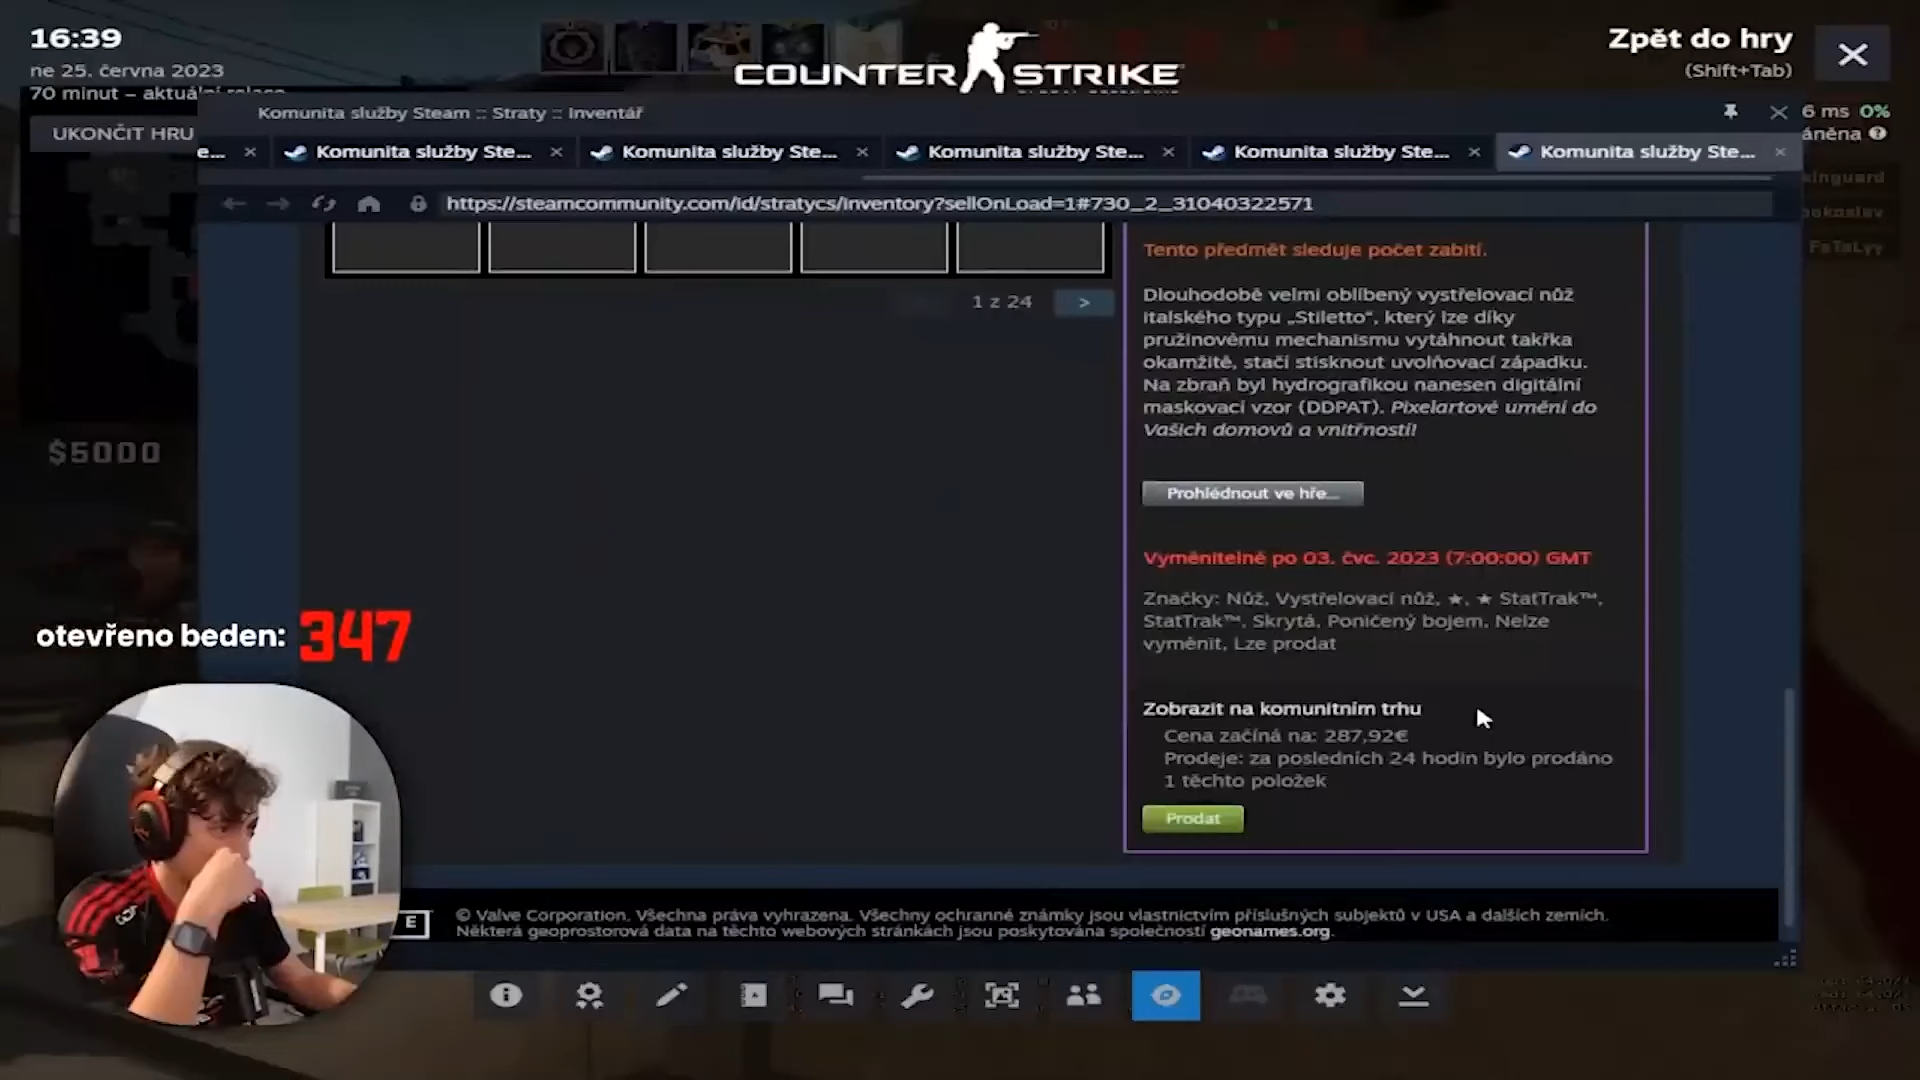 16:39
ne 25. června 2023
70 minut – aktuální relace
UKONČIT HRU
COUNTER STRIKE
Zpět do hry
(Shift+Tab)
6 ms 0%
áněna
Komunita služby Steam :: Straty :: Inventář
e...
Komunita služby Ste...
Komunita služby Ste...
Komunita služby Ste...
Komunita služby Ste...
Komunita služby Ste...
https://steamcommunity.com/id/stratycs/inventory?sellOnLoad=1#730_2_31040322571
1 z 24
>
$5000
otevřeno beden: 347
Tento předmět sleduje počet zabití.
Dlouhodobě velmi oblíbený vystřelovací nůž
italského typu „Stiletto“, který lze díky
pružinovému mechanismu vytáhnout takřka
okamžitě, stačí stisknout uvolňovací západku.
Na zbraň byl hydrografikou nanesen digitální
maskovací vzor (DDPAT). Pixelartové umění do
Vašich domovů a vnitřností!
Prohlédnout ve hře...
Vyměnitelné po 03. čvc. 2023 (7:00:00) GMT
Značky: Nůž, Vystřelovací nůž, ★, ★ StatTrak™,
StatTrak™, Skrytá, Poničený bojem, Nelze
vyměnit, Lze prodat
Zobrazit na komunitním trhu
Cena začíná na: 287,92€
Prodeje: za posledních 24 hodin bylo prodáno
1 těchto položek
Prodat
E
© Valve Corporation. Všechna práva vyhrazena. Všechny ochranné známky jsou vlastnictvím příslušných subjektů v USA a dalších zemích.
Některá geoprostorová data na těchto webových stránkách jsou poskytována společností geonames.org.